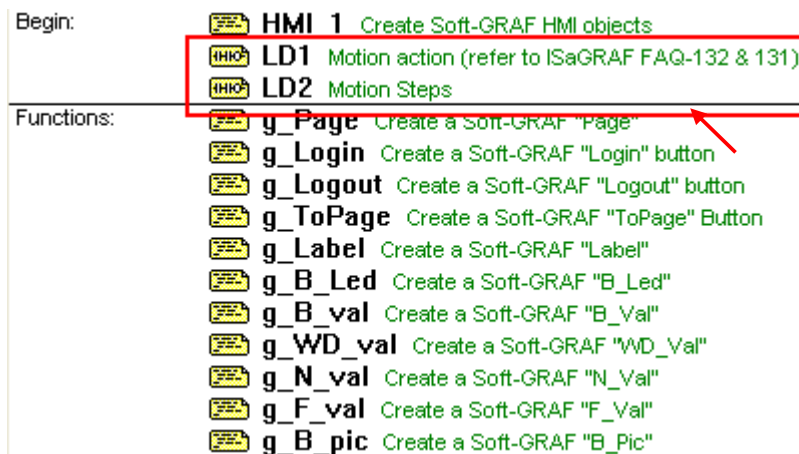 Begin: HMI_1 Create Soft-GRAF HMI objects
LD1 Motion action (refer to ISaGRAF FAQ-132 & 131)
LD2 Motion Steps
Functions: g_Page Create a Soft-GRAF "Page"
g_Login Create a Soft-GRAF "Login" button
g_Logout Create a Soft-GRAF "Logout" button
g_ToPage Create a Soft-GRAF "ToPage" Button
g_Label Create a Soft-GRAF "Label"
g_B_Led Create a Soft-GRAF "B_Led"
g_B_val Create a Soft-GRAF "B_Val"
g_WD_val Create a Soft-GRAF "WD_Val"
g_N_val Create a Soft-GRAF "N_Val"
g_F_val Create a Soft-GRAF "F_Val"
g_B_pic Create a Soft-GRAF "B_Pic"